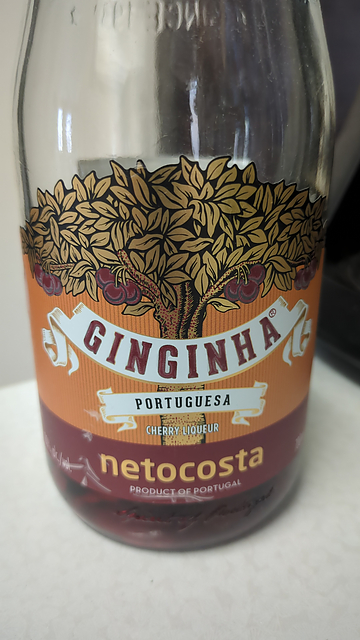 GINGINHA®
PORTUGUESA
CHERRY LIQUEUR
netocosta
PRODUCT OF PORTUGAL